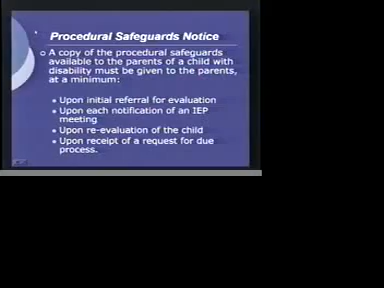 Procedural Safeguards Notice
A copy of the procedural safeguards
available to the parents of a child with
disability must be given to the parents,
at a minimum:
Upon initial referral for evaluation
Upon each notification of an IEP
meeting
Upon re-evaluation of the child
Upon receipt of a request for due
process.